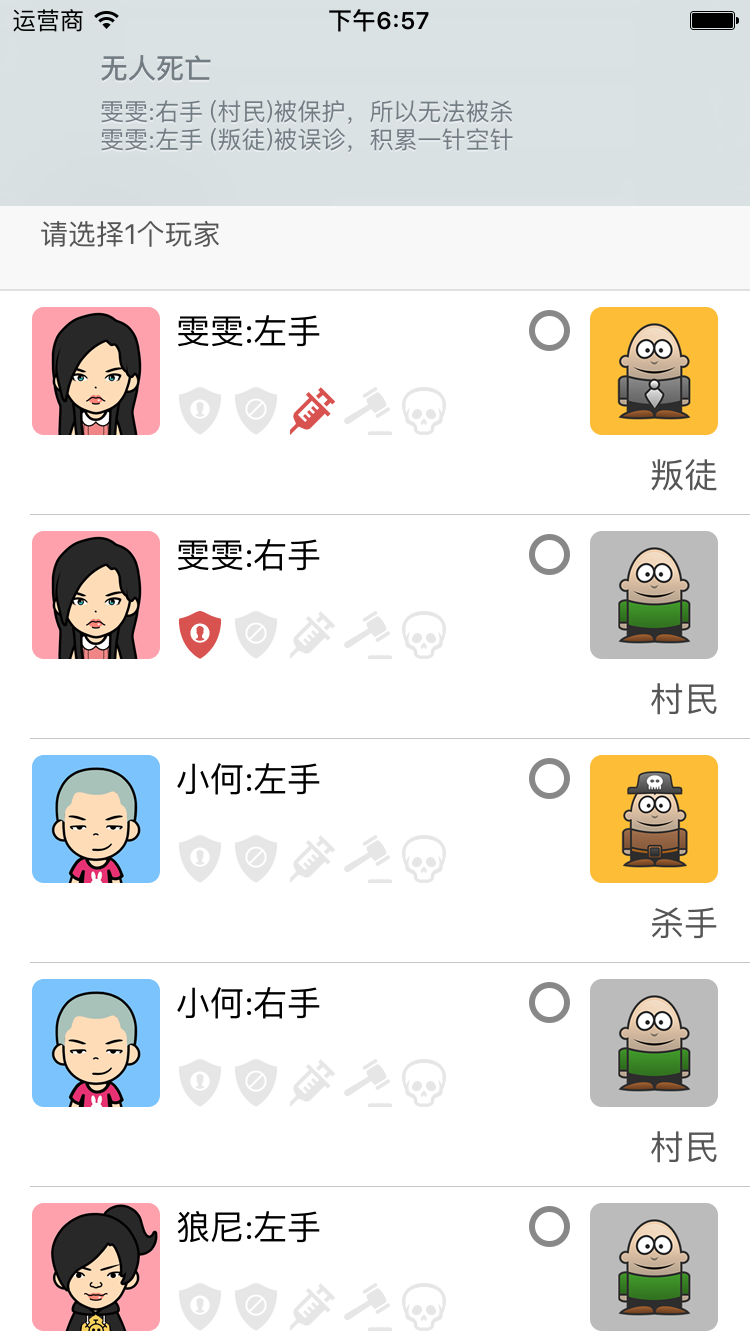 运营商 下午6:57
无人死亡
雯雯:右手 (村民)被保护，所以无法被杀
雯雯:左手 (叛徒)被误诊，积累一针空针
请选择1个玩家
雯雯:左手
叛徒
雯雯:右手
村民
小何:左手
杀手
小何:右手
村民
狼尼:左手